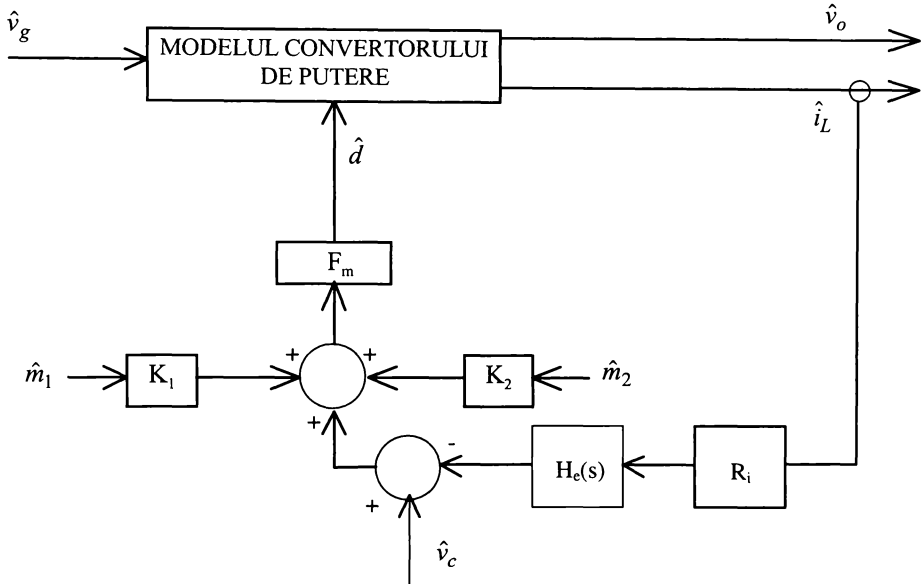 v̂g
MODELUL CONVERTORULUI
DE PUTERE
v̂o
îL
d̂
Fm
+ +
m̂1
K1
K2
m̂2
+
-
He(s)
Ri
+
v̂c